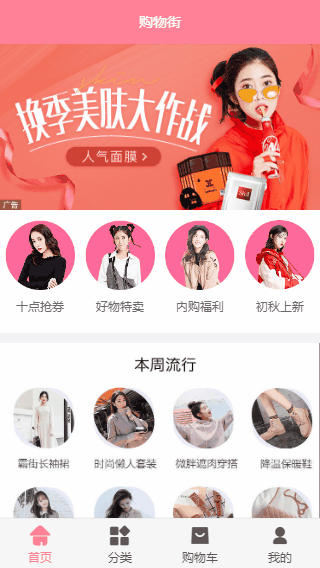 购物街
skin
换季美肤大作战
人气面膜 >
广告
十点抢券
好物特卖
内购福利
初秋上新
本周流行
霸街长袖裙
时尚懒人套装
微胖遮肉穿搭
降温保暖鞋
首页
分类
购物车
我的